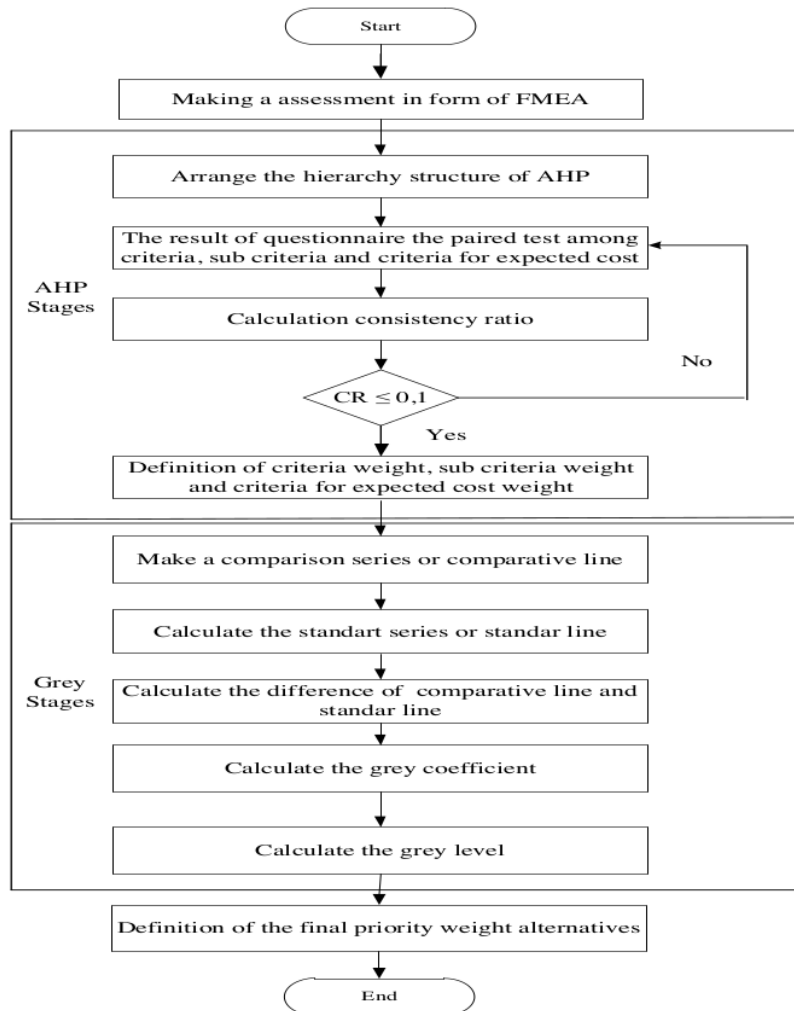 Start
Making a assessment in form of FMEA
Arrange the hierarchy structure of AHP
The result of questionnaire the paired test among
criteria, sub criteria and criteria for expected cost
AHP
Stages
Calculation consistency ratio
No
CR ≤ 0,1
Yes
Definition of criteria weight, sub criteria weight
and criteria for expected cost weight
Make a comparison series or comparative line
Calculate the standart series or standar line
Grey
Stages
Calculate the difference of comparative line and
standar line
Calculate the grey coefficient
Calculate the grey level
Definition of the final priority weight alternatives
End